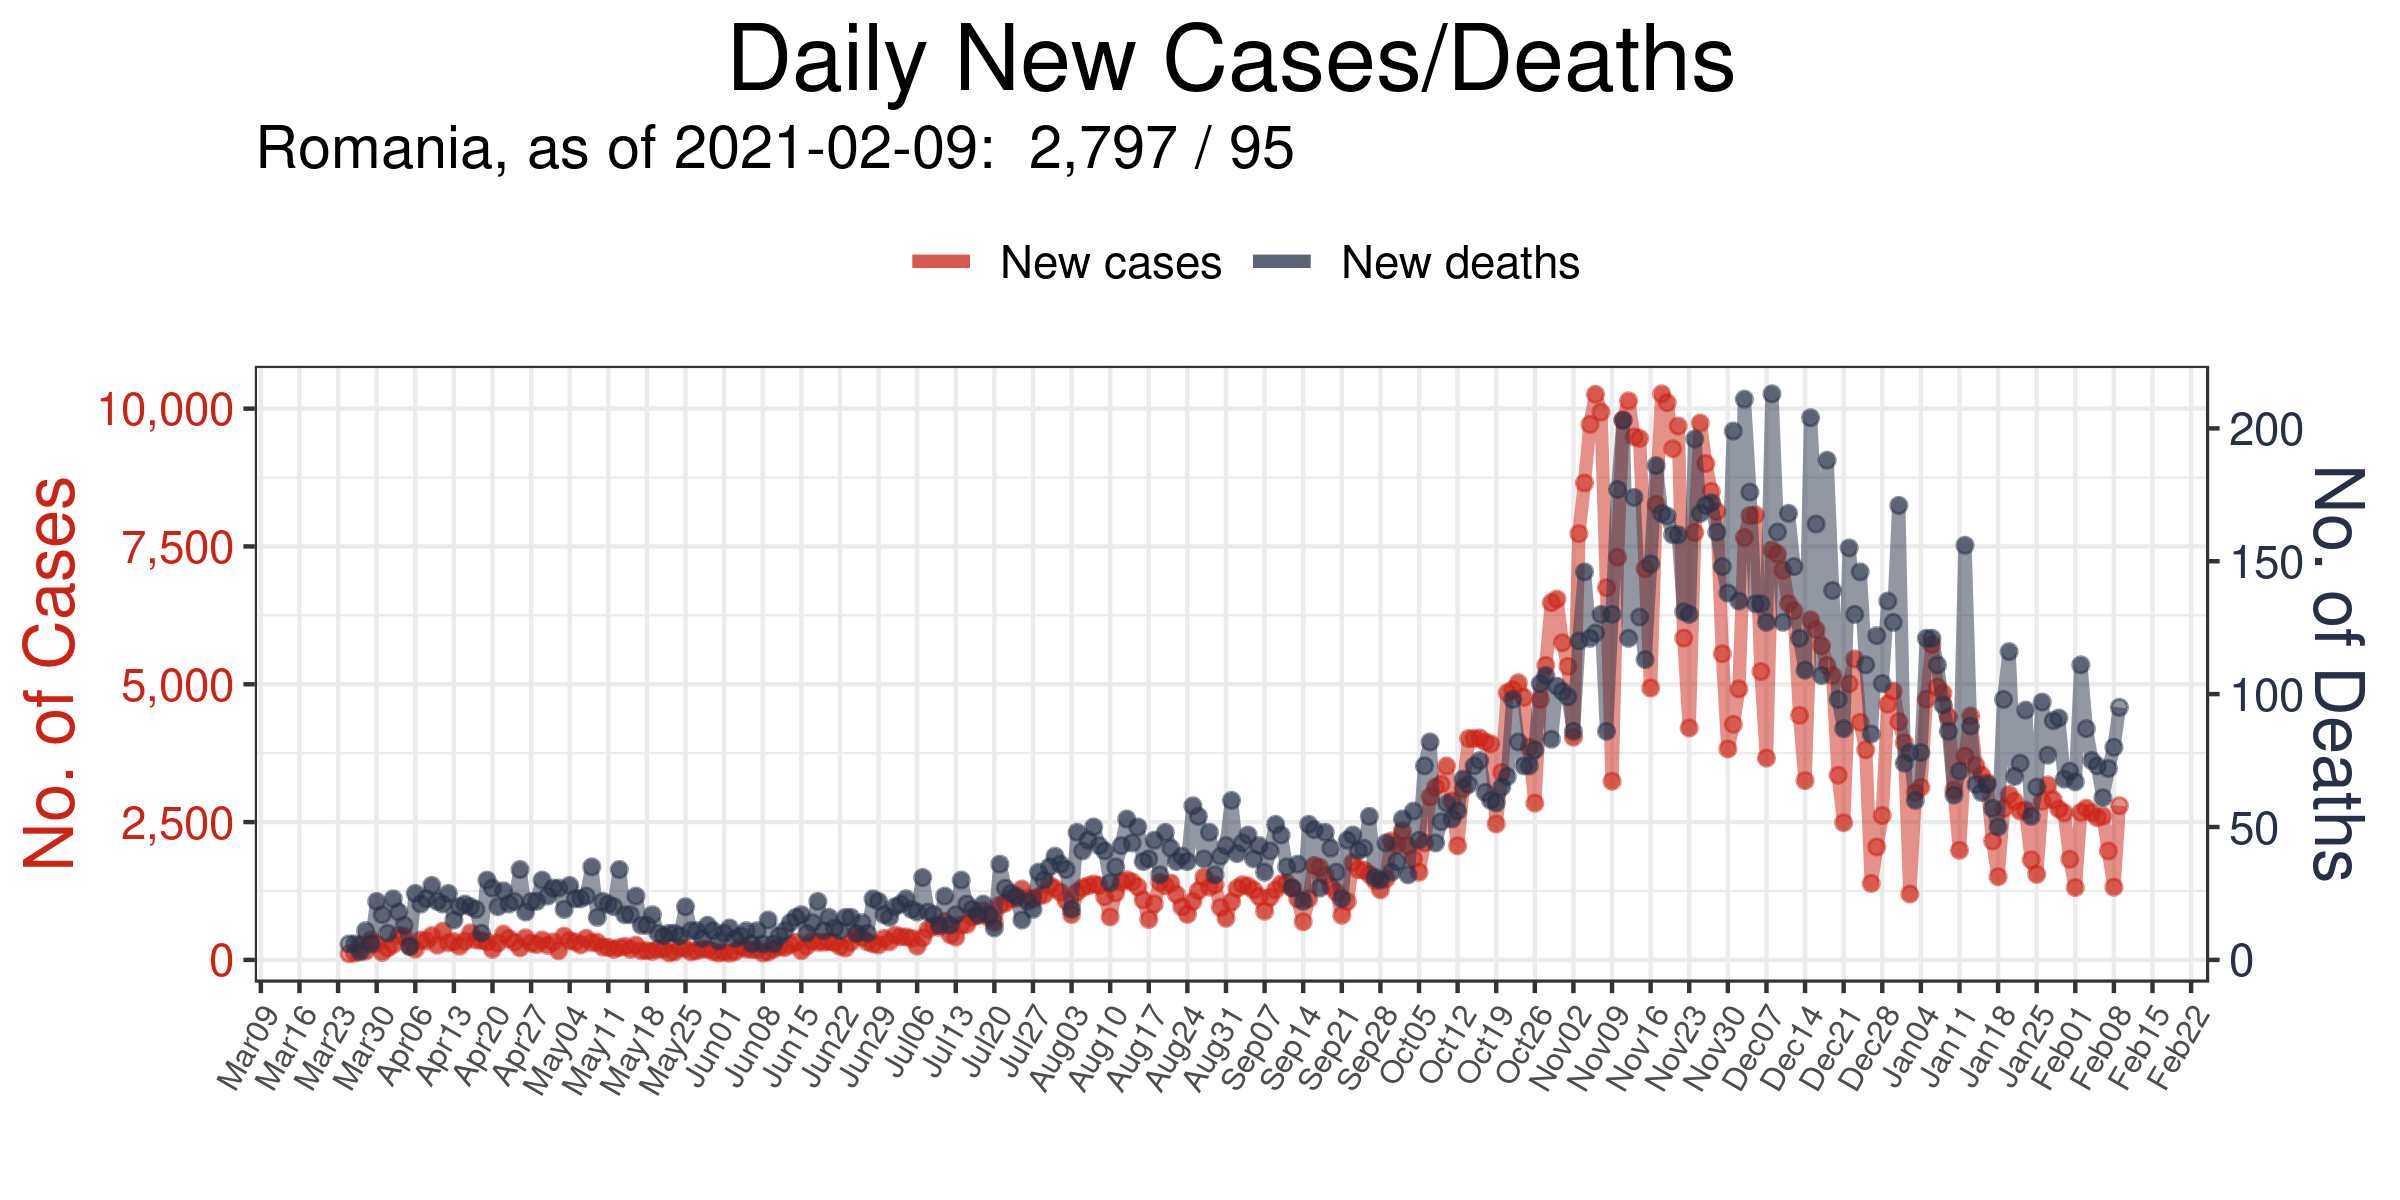 Daily New Cases/Deaths
Romania, as of 2021-02-09:  2,797 / 95
New cases
New deaths
No. of Cases
10,000
7,500
5,000
2,500
0
200
150
100
50
0
No. of Deaths
Mar09 Mar16 Mar23 Mar30 Apr06 Apr13 Apr20 Apr27 May04 May11 May18 May25 Jun01 Jun08 Jun15 Jun22 Jun29 Jul06 Jul13 Jul20 Jul27 Aug03 Aug10 Aug17 Aug24 Aug31 Sep07 Sep14 Sep21 Sep28 Oct05 Oct12 Oct19 Oct26 Nov02 Nov09 Nov16 Nov23 Nov30 Dec07 Dec14 Dec21 Dec28 Jan04 Jan11 Jan18 Jan25 Feb01 Feb08 Feb15 Feb22